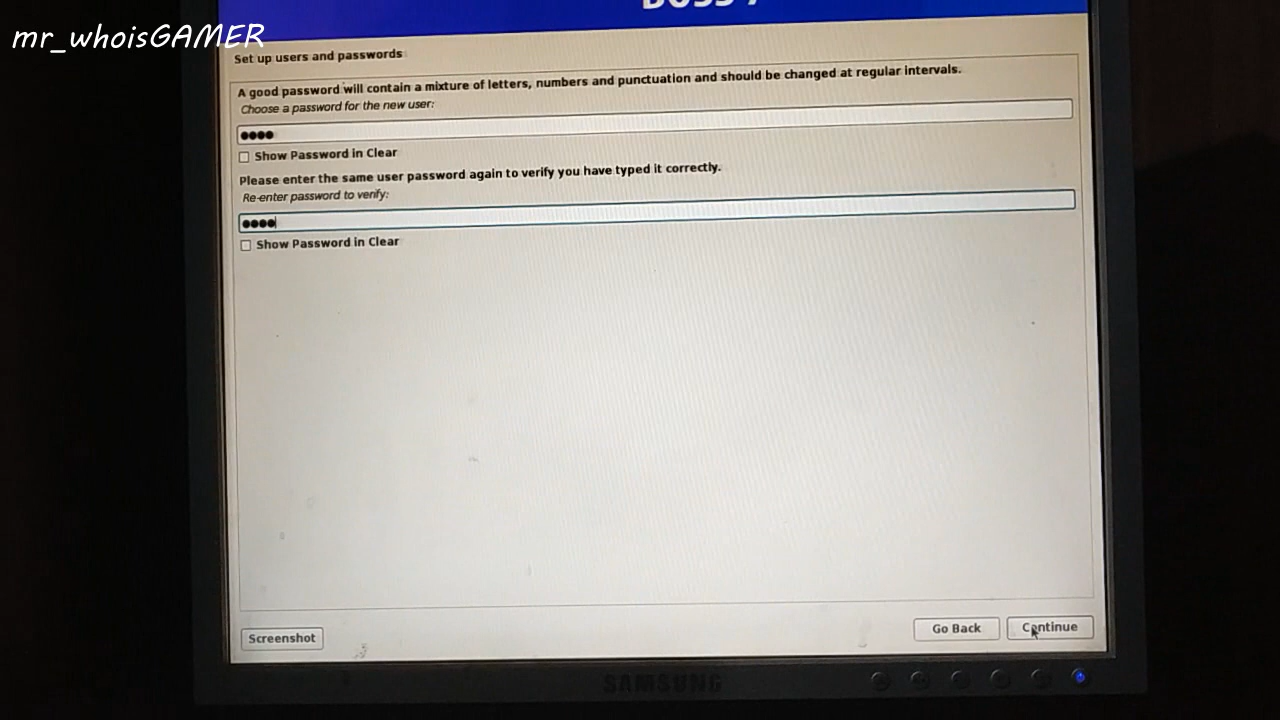 mr_whoisGAMER
Set up users and passwords
A good password will contain a mixture of letters, numbers and punctuation and should be changed at regular intervals.
Choose a password for the new user:
Show Password in Clear
Please enter the same user password again to verify you have typed it correctly.
Re-enter password to verify:
Show Password in Clear
Screenshot
Go Back
Continue
SAMSUNG